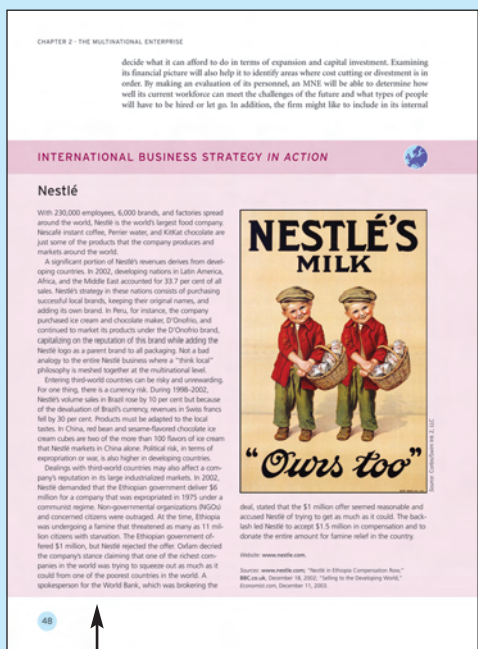 CHAPTER 2 · THE MULTINATIONAL ENTERPRISE
decide what it can afford to do in terms of expansion and capital investment. Examining
its financial picture will also help it to identify areas where cost cutting or divestment is in
order. By making an evaluation of its personnel, an MNE will be able to determine how
well its current workforce can meet the challenges of the future and what types of people
will have to be hired or let go. In addition, the firm might like to include in its internal
INTERNATIONAL BUSINESS STRATEGY IN ACTION
Nestlé
With 230,000 employees, 6,000 brands, and factories spread
around the world, Nestlé is the world's largest food company.
Nescafé instant coffee, Perrier water, and KitKat chocolate are
just some of the products that the company produces and
markets around the world.
A significant portion of Nestlé's revenues derives from devel-
oping countries. In 2002, developing nations in Latin America,
Africa, and the Middle East accounted for 33.7 per cent of all
sales. Nestlé's strategy in these nations consists of purchasing
successful local brands, keeping their original names, and
adding its own brand. In Peru, for instance, the company
purchased ice cream and chocolate maker, D'Onofrio, and
continued to market its products under the D'Onofrio brand,
capitalizing on the reputation of this brand while adding the
Nestlé logo as a parent brand to all packaging. Not a bad
analogy to the entire Nestlé business where a "think local"
philosophy is meshed together at the multinational level.
Entering third-world countries can be risky and unrewarding.
For one thing, there is a currency risk. During 1998–2002,
Nestlé's volume sales in Brazil rose by 10 per cent but because
of the devaluation of Brazil's currency, revenues in Swiss francs
fell by 30 per cent. Products must be adapted to the local
tastes. In China, red bean and sesame-flavored chocolate ice
cream cubes are two of the more than 100 flavors of ice cream
that Nestlé markets in China alone. Political risk, in terms of
expropriation or war, is also higher in developing countries.
Dealings with third-world countries may also affect a com-
pany's reputation in its large industrialized markets. In 2002,
Nestlé demanded that the Ethiopian government deliver $6
million for a company that was expropriated in 1975 under a
communist regime. Non-governmental organizations (NGOs)
and concerned citizens were outraged. At the time, Ethiopia
was undergoing a famine that threatened as many as 11 mil-
lion citizens with starvation. The Ethiopian government of-
fered $1 million, but Nestlé rejected the offer. Oxfam decried
the company's stance claiming that one of the richest com-
panies in the world was trying to squeeze out as much as it
could from one of the poorest countries in the world. A
spokesperson for the World Bank, which was brokering the
NESTLÉ'S
MILK
"Ours too"
Source: Corbis/Swim Ink 2, LLC
deal, stated that the $1 million offer seemed reasonable and
accused Nestlé of trying to get as much as it could. The back-
lash led Nestlé to accept $1.5 million in compensation and to
donate the entire amount for famine relief in the country.
Website: www.nestle.com.
Sources: www.nestle.com; "Nestlé in Ethiopia Compensation Row,"
BBC.co.uk, December 18, 2002; "Selling to the Developing World,"
Economist.com, December 11, 2003.
48